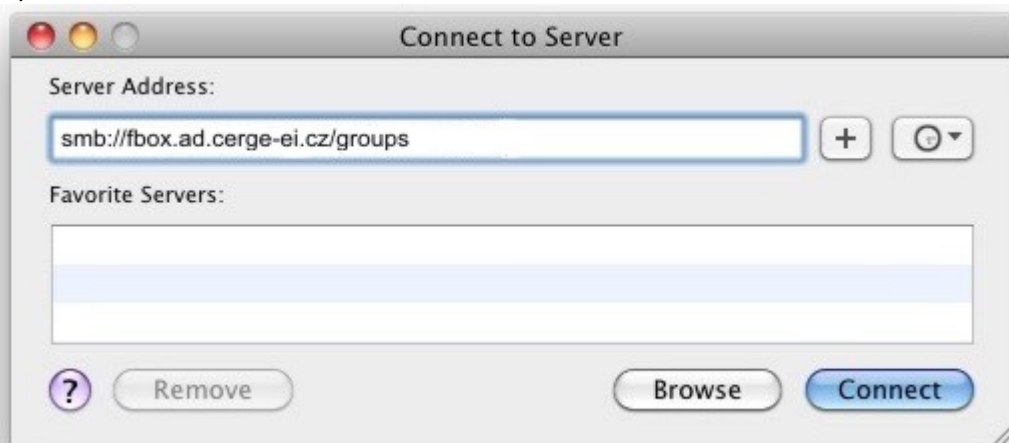 Connect to Server
Server Address:
smb://fbox.ad.cerge-ei.cz/groups
+
Favorite Servers:
? Remove Browse Connect